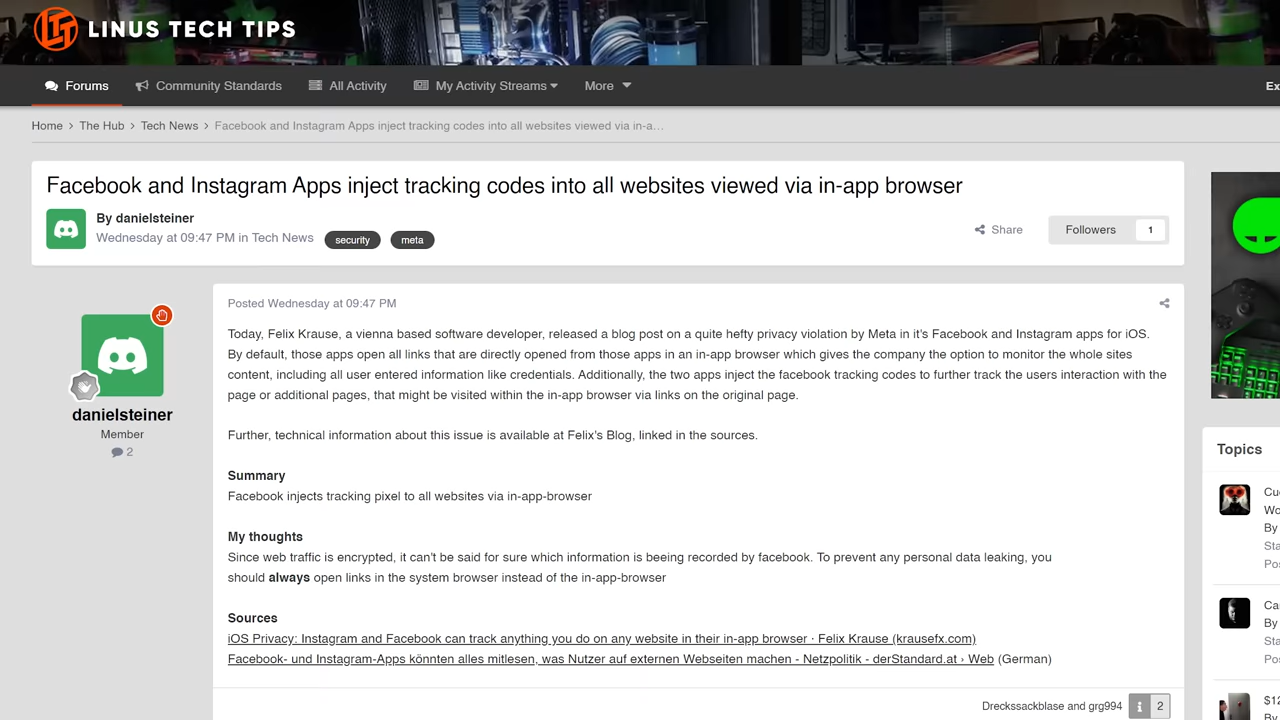 LINUS TECH TIPS
Forums Community Standards All Activity My Activity Streams More Ex
Home > The Hub > Tech News > Facebook and Instagram Apps inject tracking codes into all websites viewed via in-a…
Facebook and Instagram Apps inject tracking codes into all websites viewed via in-app browser
By danielsteiner
Wednesday at 09:47 PM in Tech News security meta
Share Followers 1
danielsteiner
Member
2
Posted Wednesday at 09:47 PM
Today, Felix Krause, a vienna based software developer, released a blog post on a quite hefty privacy violation by Meta in it's Facebook and Instagram apps for iOS.
By default, those apps open all links that are directly opened from those apps in an in-app browser which gives the company the option to monitor the whole sites
content, including all user entered information like credentials. Additionally, the two apps inject the facebook tracking codes to further track the users interaction with the
page or additional pages, that might be visited within the in-app browser via links on the original page.
Further, technical information about this issue is available at Felix's Blog, linked in the sources.
Summary
Facebook injects tracking pixel to all websites via in-app-browser
My thoughts
Since web traffic is encrypted, it can't be said for sure which information is beeing recorded by facebook. To prevent any personal data leaking, you
should always open links in the system browser instead of the in-app-browser
Sources
iOS Privacy: Instagram and Facebook can track anything you do on any website in their in-app browser · Felix Krause (krausefx.com)
Facebook- und Instagram-Apps könnten alles mitlesen, was Nutzer auf externen Webseiten machen - Netzpolitik - derStandard.at › Web (German)
Dreckssackblase and grg994 2
Topics
Cu
Wo
By
Sta
Pos
Ca
By
Sta
Pos
$12
By